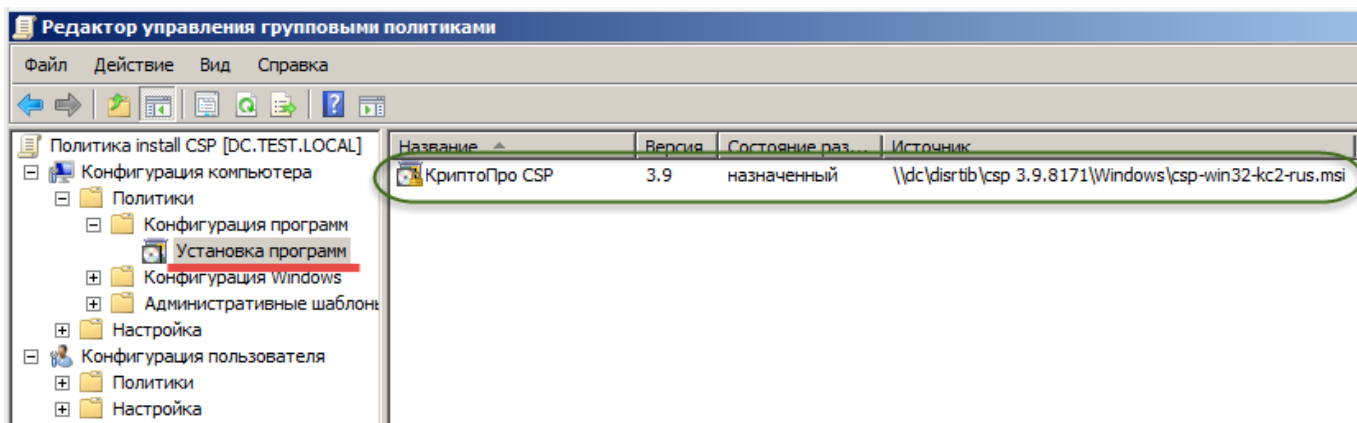 Редактор управления групповыми политиками
Файл Действие Вид Справка
Политика install CSP [DC.TEST.LOCAL]
Конфигурация компьютера
Политики
Конфигурация программ
Установка программ
Конфигурация Windows
Административные шаблоны
Настройка
Конфигурация пользователя
Политики
Настройка
Название Версия Состояние раз... Источник
КриптоПро CSP 3.9 назначенный \\dc\disrtib\csp 3.9.8171\Windows\csp-win32-kc2-rus.msi